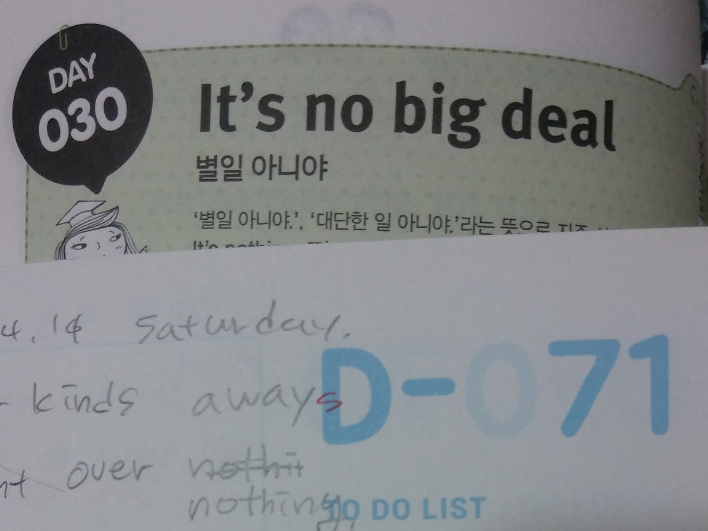 DAY
030
It's no big deal
별일 아니야
'별일 아니야.', '대단한 일 아니야.'라는 뜻으로
It's
4.14 saturday.
kinds aways
D-071
over nothit
nothing.
TO DO LIST